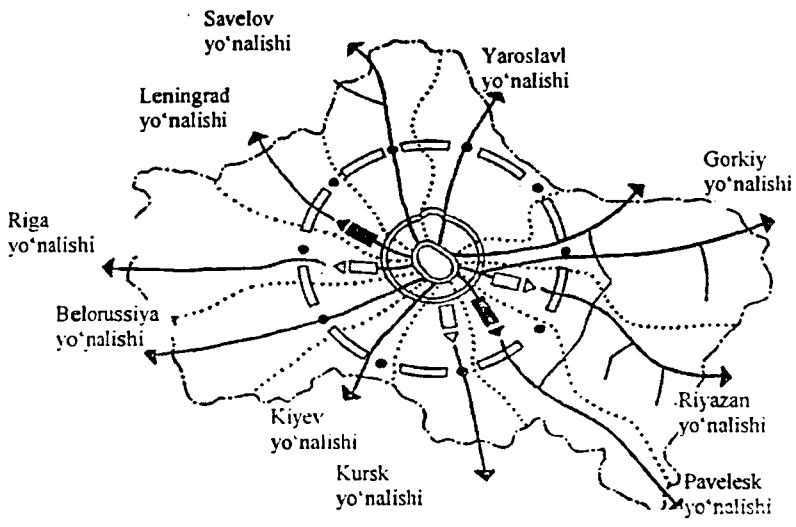 Savelov
yo‘nalishi
Yaroslavl
yo‘nalishi
Leningrad
yo‘nalishi
Gorkiy
yo‘nalishi
Riga
yo‘nalishi
Belorussiya
yo‘nalishi
Kiyev
yo‘nalishi
Riyazan
yo‘nalishi
Kursk
yo‘nalishi
Pavelesk
yo‘nalishi